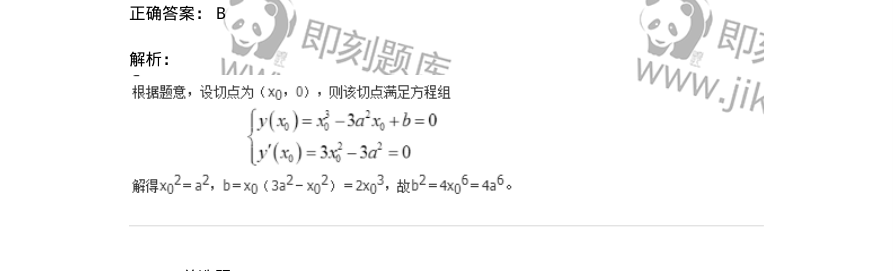 正确答案： B
即刻题库
即
www.jik
解析：
根据题意，设切点为（x₀，0），则该切点满足方程组
y(x₀)=x₀³−3a²x₀+b=0
y′(x₀)=3x₀²−3a²=0
解得x₀²=a²，b=x₀（3a²−x₀²）=2x₀³，故b²=4x₀⁶=4a⁶。